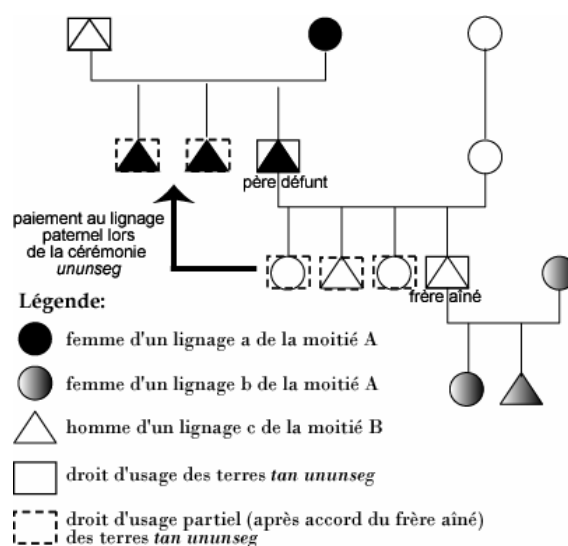 père défunt
paiement au lignage
paternel lors
de la cérémonie
ununseg
frère aîné
Légende:
femme d'un lignage a de la moitié A
femme d'un lignage b de la moitié A
homme d'un lignage c de la moitié B
droit d'usage des terres tan ununseg
droit d'usage partiel (après accord du frère aîné)
des terres tan ununseg